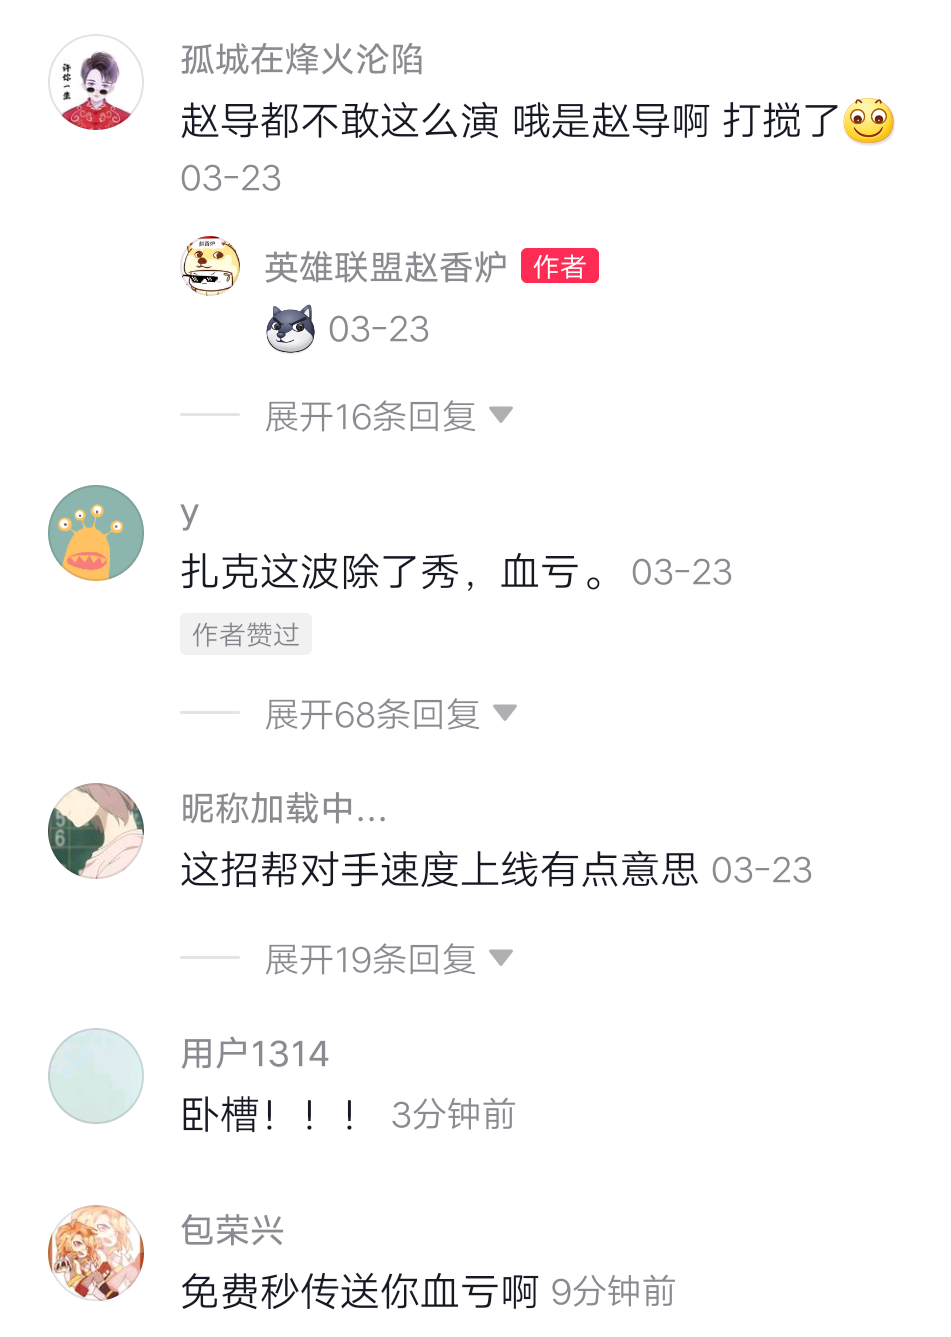 孤城在烽火沦陷
许你一生
赵导都不敢这么演 哦是赵导啊 打搅了
03-23
英雄联盟赵香炉 作者
03-23
展开16条回复
y
扎克这波除了秀，血亏。 03-23
作者赞过
展开68条回复
昵称加载中...
56
这招帮对手速度上线有点意思 03-23
展开19条回复
用户1314
卧槽！！！ 3分钟前
包荣兴
免费秒传送你血亏啊 9分钟前